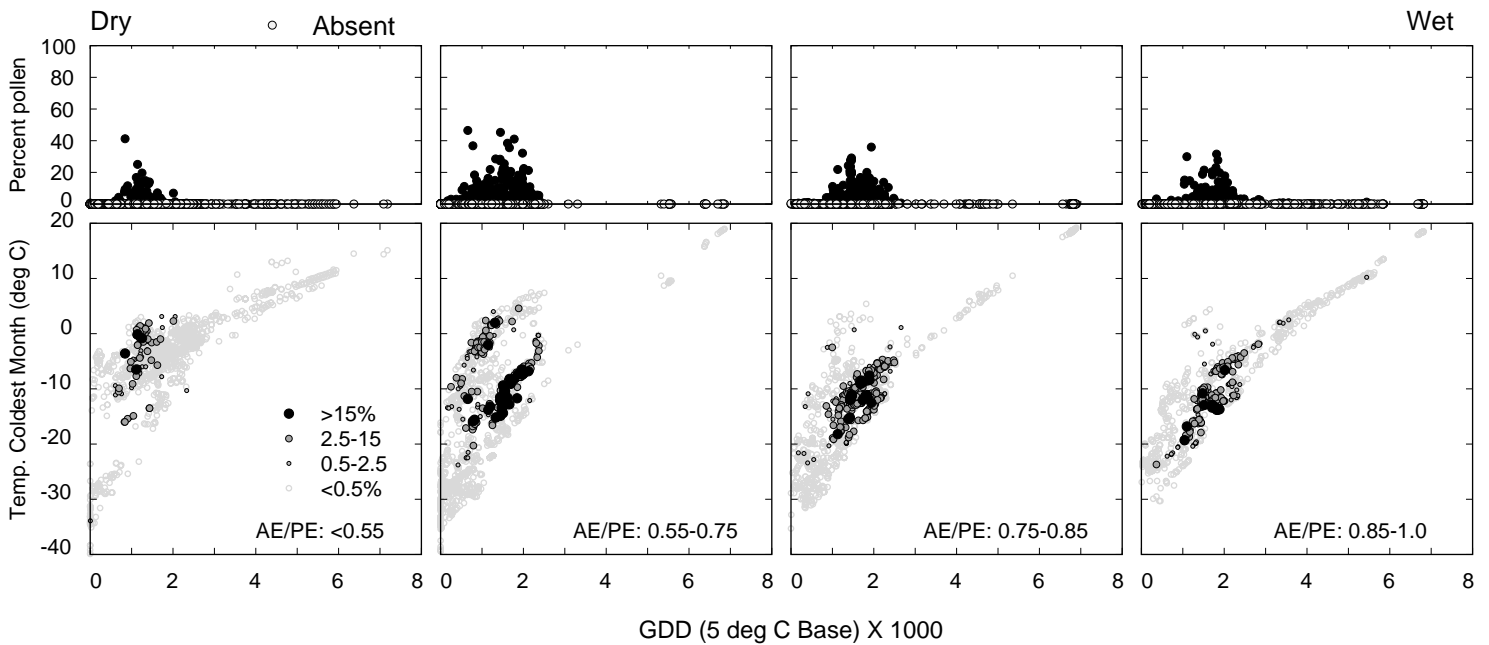 Dry
Absent
Wet
Percent pollen
100
80
60
40
20
0
Temp. Coldest Month (deg C)
20
10
0
-10
-20
-30
-40
>15%
2.5-15
0.5-2.5
<0.5%
AE/PE: <0.55
AE/PE: 0.55-0.75
AE/PE: 0.75-0.85
AE/PE: 0.85-1.0
0 2 4 6 8 0 2 4 6 8 0 2 4 6 8 0 2 4 6 8
GDD (5 deg C Base) X 1000